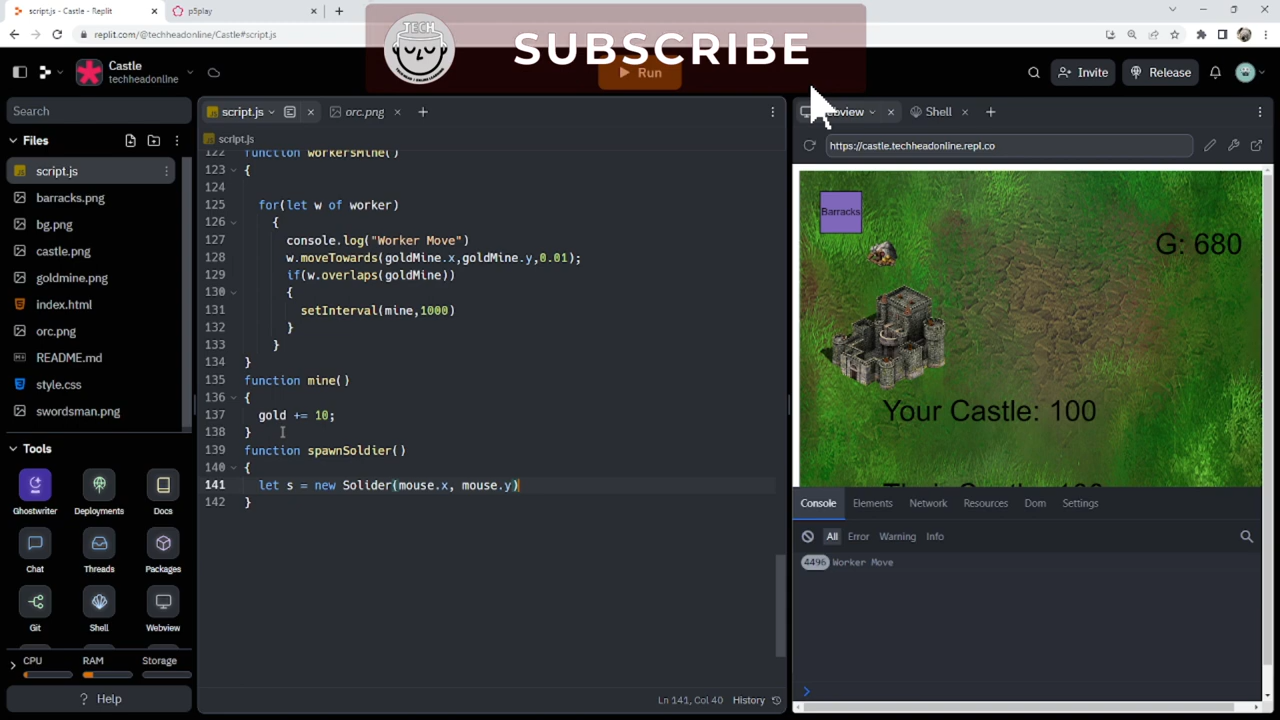 script.js - Castle - Replit
p5play
replit.com/@techheadonline/Castle#script.js
TECH
SUBSCRIBE
Castle
techheadonline
Run
Invite
Release
Search
Files
script.js
barracks.png
bg.png
castle.png
goldmine.png
index.html
orc.png
README.md
style.css
swordsman.png
Tools
Ghostwriter
Deployments
Docs
Chat
Threads
Packages
Git
Shell
Webview
CPU
RAM
Storage
? Help
script.js
orc.png
script.js
122 function workersMine()
123 {
124
125 for(let w of worker)
126 {
127 console.log("Worker Move")
128 w.moveTowards(goldMine.x,goldMine.y,0.01);
129 if(w.overlaps(goldMine))
130 {
131 setInterval(mine,1000)
132 }
133 }
134 }
135 function mine()
136 {
137 gold += 10;
138 }
139 function spawnSoldier()
140 {
141 let s = new Solider(mouse.x, mouse.y)
142 }
Ln 141, Col 40
History
Shell
https://castle.techheadonline.repl.co
Barracks
G: 680
Your Castle: 100
Console
Elements
Network
Resources
Dom
Settings
All
Error
Warning
Info
4496 Worker Move